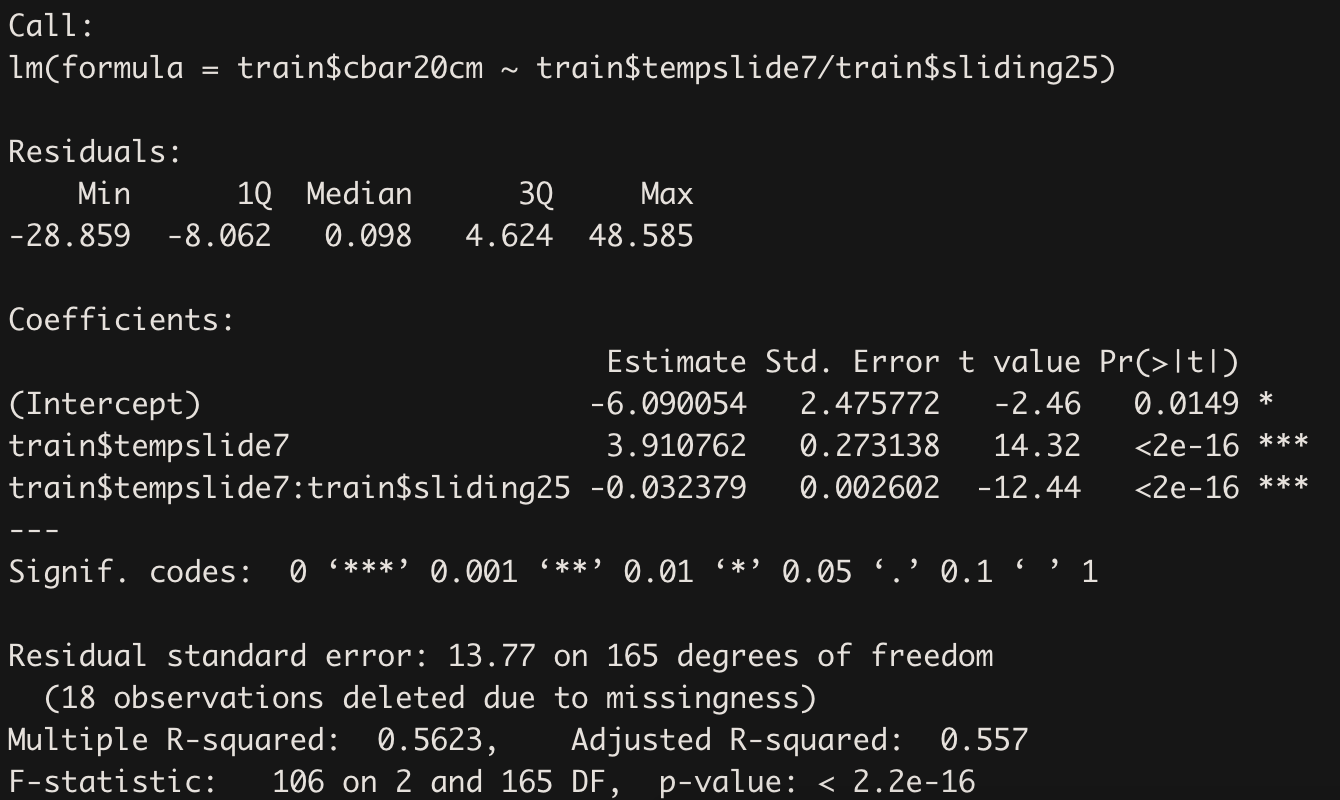 Call:
lm(formula = train$cbar20cm ~ train$tempslide7/train$sliding25)
Residuals:
    Min      1Q  Median      3Q     Max
-28.859  -8.062   0.098   4.624  48.585
Coefficients:
                                  Estimate Std. Error t value Pr(>|t|)
(Intercept)                      -6.090054   2.475772   -2.46   0.0149 *
train$tempslide7                  3.910762   0.273138   14.32   <2e-16 ***
train$tempslide7:train$sliding25 -0.032379   0.002602  -12.44   <2e-16 ***
---
Signif. codes:  0 ‘***’ 0.001 ‘**’ 0.01 ‘*’ 0.05 ‘.’ 0.1 ‘ ’ 1
Residual standard error: 13.77 on 165 degrees of freedom
  (18 observations deleted due to missingness)
Multiple R-squared:  0.5623,    Adjusted R-squared:  0.557
F-statistic:   106 on 2 and 165 DF,  p-value: < 2.2e-16